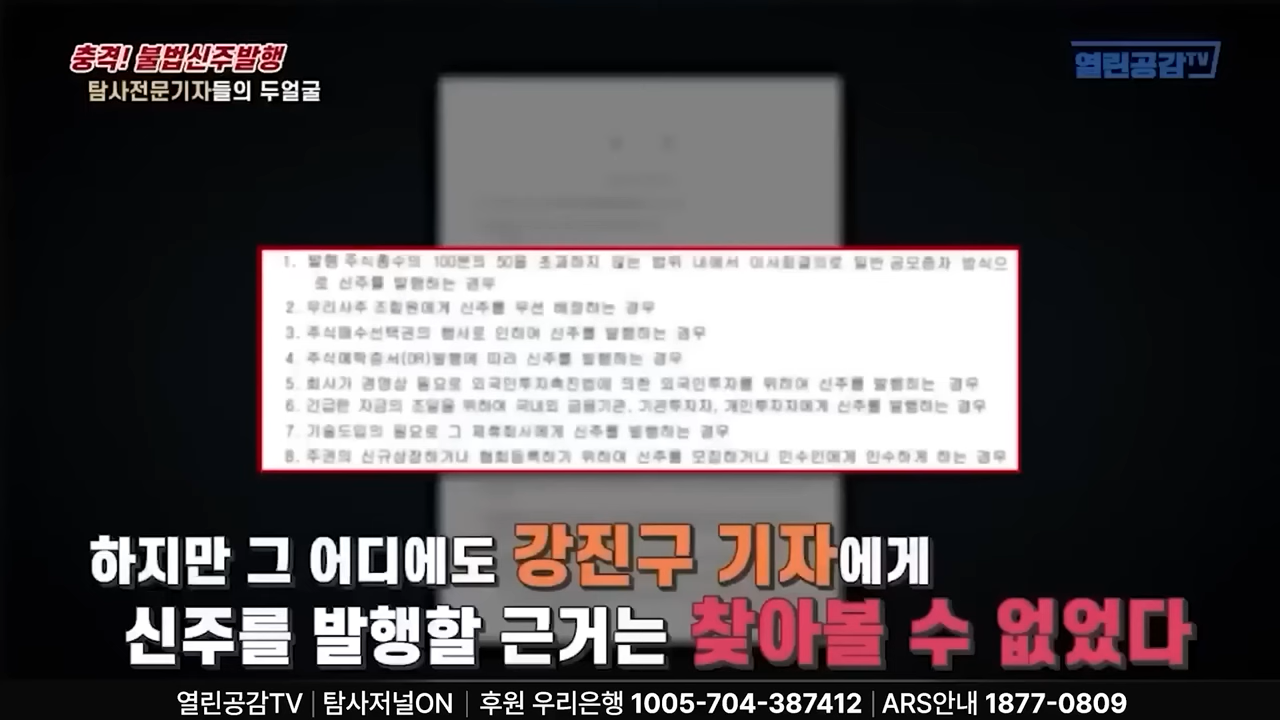 충격! 불법신주발행
탐사전문기자들의 두얼굴
열린공감TV
1. 발행 주식총수의 100분의 50을 초과하지 않는 범위 내에서 이사회결의로 일반공모증자 방식으
로 신주를 발행하는 경우
2. 우리사주 조합원에게 신주를 우선 배정하는 경우
3. 주식매수선택권의 행사로 인하여 신주를 발행하는 경우
4. 주식예탁증서(DR)발행에 따라 신주를 발행하는 경우
5. 회사가 경영상 필요로 외국인투자촉진법에 의한 외국인투자를 위하여 신주를 발행하는 경우
6. 긴급한 자금의 조달을 위하여 국내외 금융기관, 기관투자자, 개인투자자에게 신주를 발행하는 경우
7. 기술도입의 필요로 그 제휴회사에게 신주를 발행하는 경우
8. 주권의 신규상장하거나 협회등록하기 위하여 신주를 모집하거나 인수인에게 인수하게 하는 경우
하지만 그 어디에도 강진구 기자에게
신주를 발행할 근거는 찾아볼 수 없었다
열린공감TV | 탐사저널ON | 후원 우리은행 1005-704-387412 | ARS안내 1877-0809